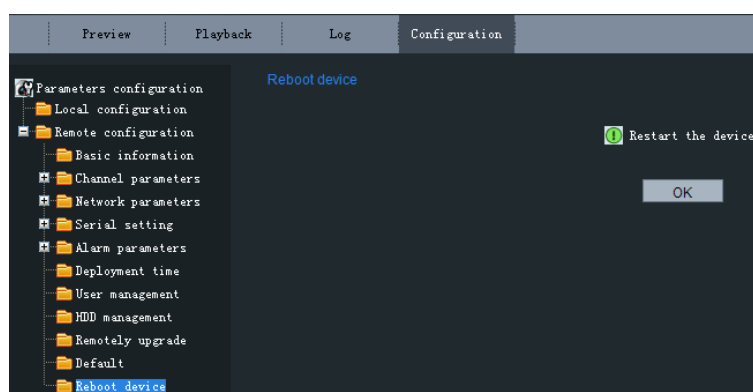 Preview Playback Log Configuration
Parameters configuration
Local configuration
Remote configuration
Basic information
Channel parameters
Network parameters
Serial setting
Alarm parameters
Deployment time
User management
HDD management
Remotely upgrade
Default
Reboot device
Reboot device
Restart the device
OK